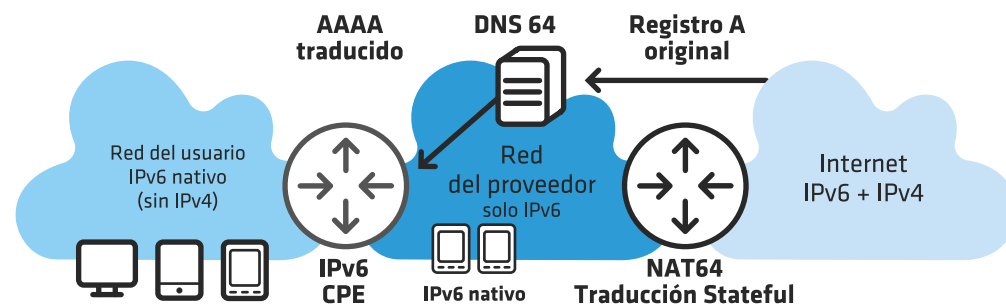 AAAA
traducido
DNS 64
Registro A
original
Red del usuario
IPv6 nativo
(sin IPv4)
Red
del proveedor
solo IPv6
Internet
IPv6 + IPv4
IPv6
CPE
IPv6 nativo
NAT64
Traducción Stateful